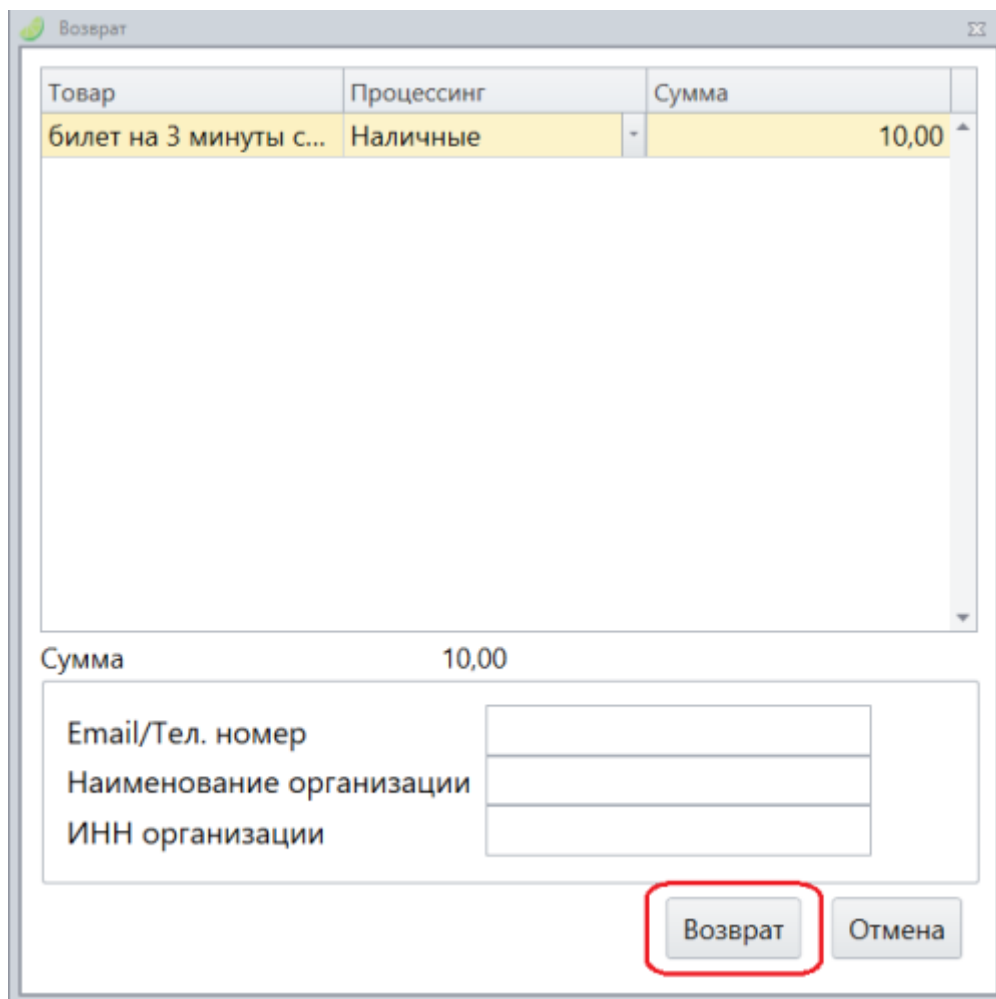 Возврат
Товар Процессинг Сумма
билет на 3 минуты с... Наличные 10,00
Сумма 10,00
Email/Тел. номер
Наименование организации
ИНН организации
Возврат Отмена